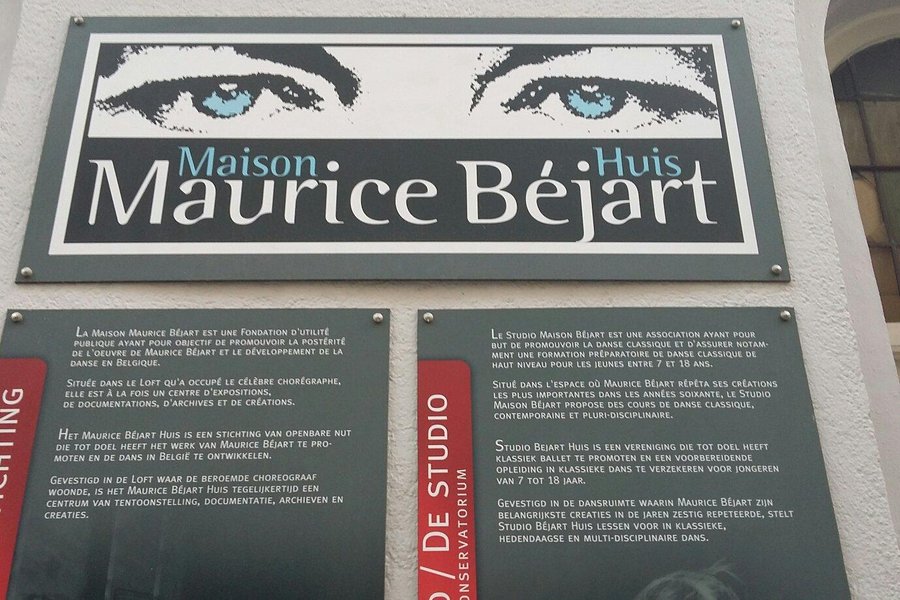 Maison Huis
Maurice Béjart
La Maison Maurice Béjart est une Fondation d'utilité
publique ayant pour objectif de promouvoir la postérité
de l'oeuvre de Maurice Béjart et le développement de la
danse en Belgique.
Située dans le Loft qu'a occupé le célèbre chorégraphe,
elle est à la fois un centre d'expositions,
de documentations, d'archives et de créations.
Het Maurice Béjart Huis is een stichting van openbare nut
die tot doel heeft het werk van Maurice Béjart te pro-
moten en de dans in België te ontwikkelen.
Gevestigd in de Loft waar de beroemde choreograaf
woonde, is het Maurice Béjart Huis tegelijkertijd een
centrum van tentoonstelling, documentatie, archieven en
creaties.
/ De Studio
Le Studio Maison Béjart est une association ayant pour
but de promouvoir la danse classique et d'assurer notam-
ment une formation préparatoire de danse classique de
haut niveau pour les jeunes entre 7 et 18 ans.
Situé dans l'espace où Maurice Béjart répéta ses créations
les plus importantes dans les années soixante, le Studio
Maison Béjart propose des cours de danse classique,
contemporaine et pluri-disciplinaire.
Studio Bejart Huis is een vereniging die tot doel heeft
klassiek ballet te promoten en een voorbereidende
opleiding in klassieke dans te verzekeren voor jongeren
van 7 tot 18 jaar.
Gevestigd in de dansruimte waarin Maurice Béjart zijn
belangrijkste creaties in de jaren zestig repeteerde, stelt
Studio Béjart Huis lessen voor in klassieke,
hedendaagse en multi-disciplinaire dans.